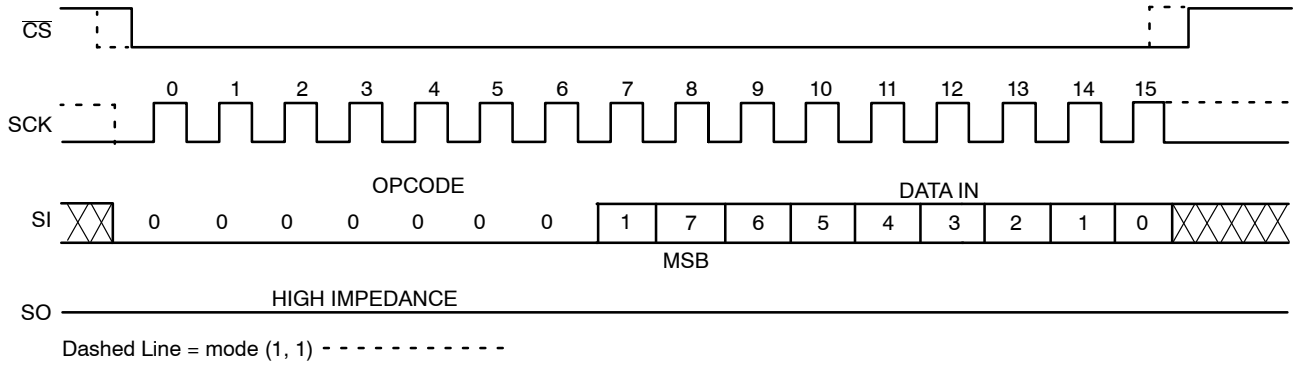 CS
0 1 2 3 4 5 6 7 8 9 10 11 12 13 14 15
SCK
OPCODE DATA IN
SI 0 0 0 0 0 0 0 1 7 6 5 4 3 2 1 0
MSB
HIGH IMPEDANCE
SO
Dashed Line = mode (1, 1)